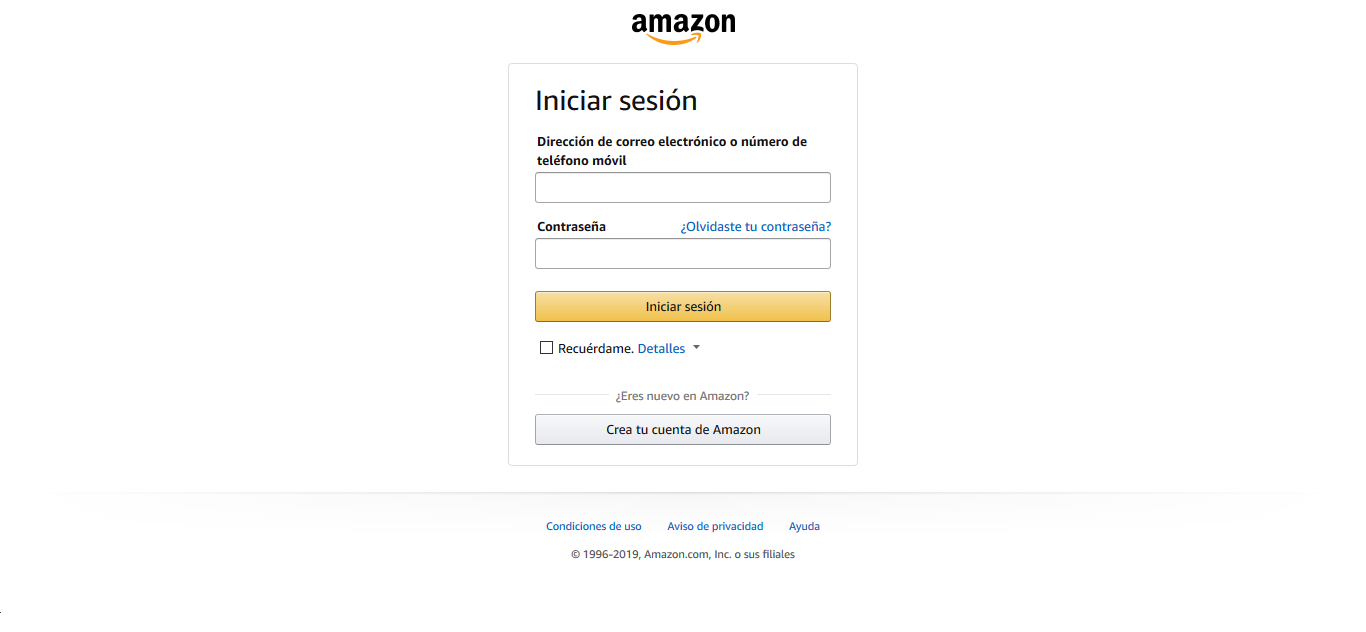 amazon
Iniciar sesión
Dirección de correo electrónico o número de
teléfono móvil
Contraseña ¿Olvidaste tu contraseña?
Iniciar sesión
Recuérdame. Detalles
¿Eres nuevo en Amazon?
Crea tu cuenta de Amazon
Condiciones de uso Aviso de privacidad Ayuda
© 1996-2019, Amazon.com, Inc. o sus filiales